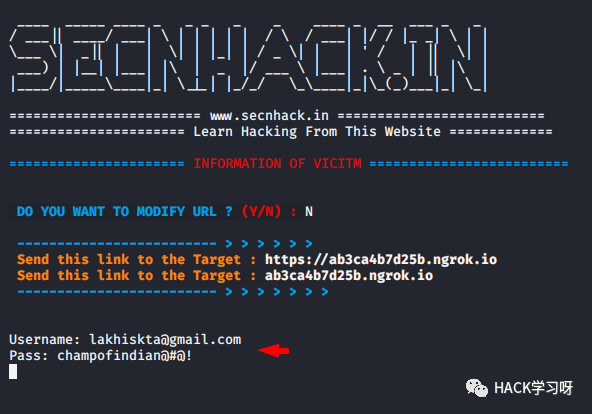 SECNHACK.IN
======================== www.secnhack.in ==========================
====================== Learn Hacking From This Website =============
====================== INFORMATION OF VICITM =========================
DO YOU WANT TO MODIFY URL ? (Y/N) : N
------------------------- > > > > > >
Send this link to the Target : https://ab3ca4b7d25b.ngrok.io
Send this link to the Target : ab3ca4b7d25b.ngrok.io
------------------------- > > > > > > >
Username: lakhiskta@gmail.com
Pass: champofindian@#@!
HACK学习呀